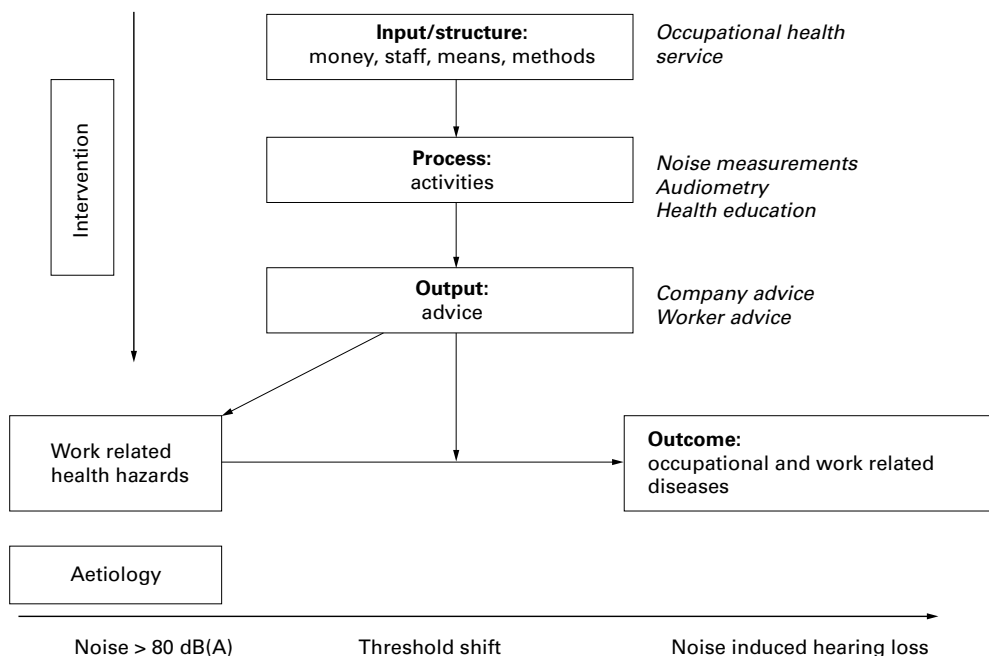 Input/structure:
money, staff, means, methods
Occupational health
service
Intervention
Process:
activities
Noise measurements
Audiometry
Health education
Output:
advice
Company advice
Worker advice
Work related
health hazards
Outcome:
occupational and work related
diseases
Aetiology
Noise > 80 dB(A)
Threshold shift
Noise induced hearing loss